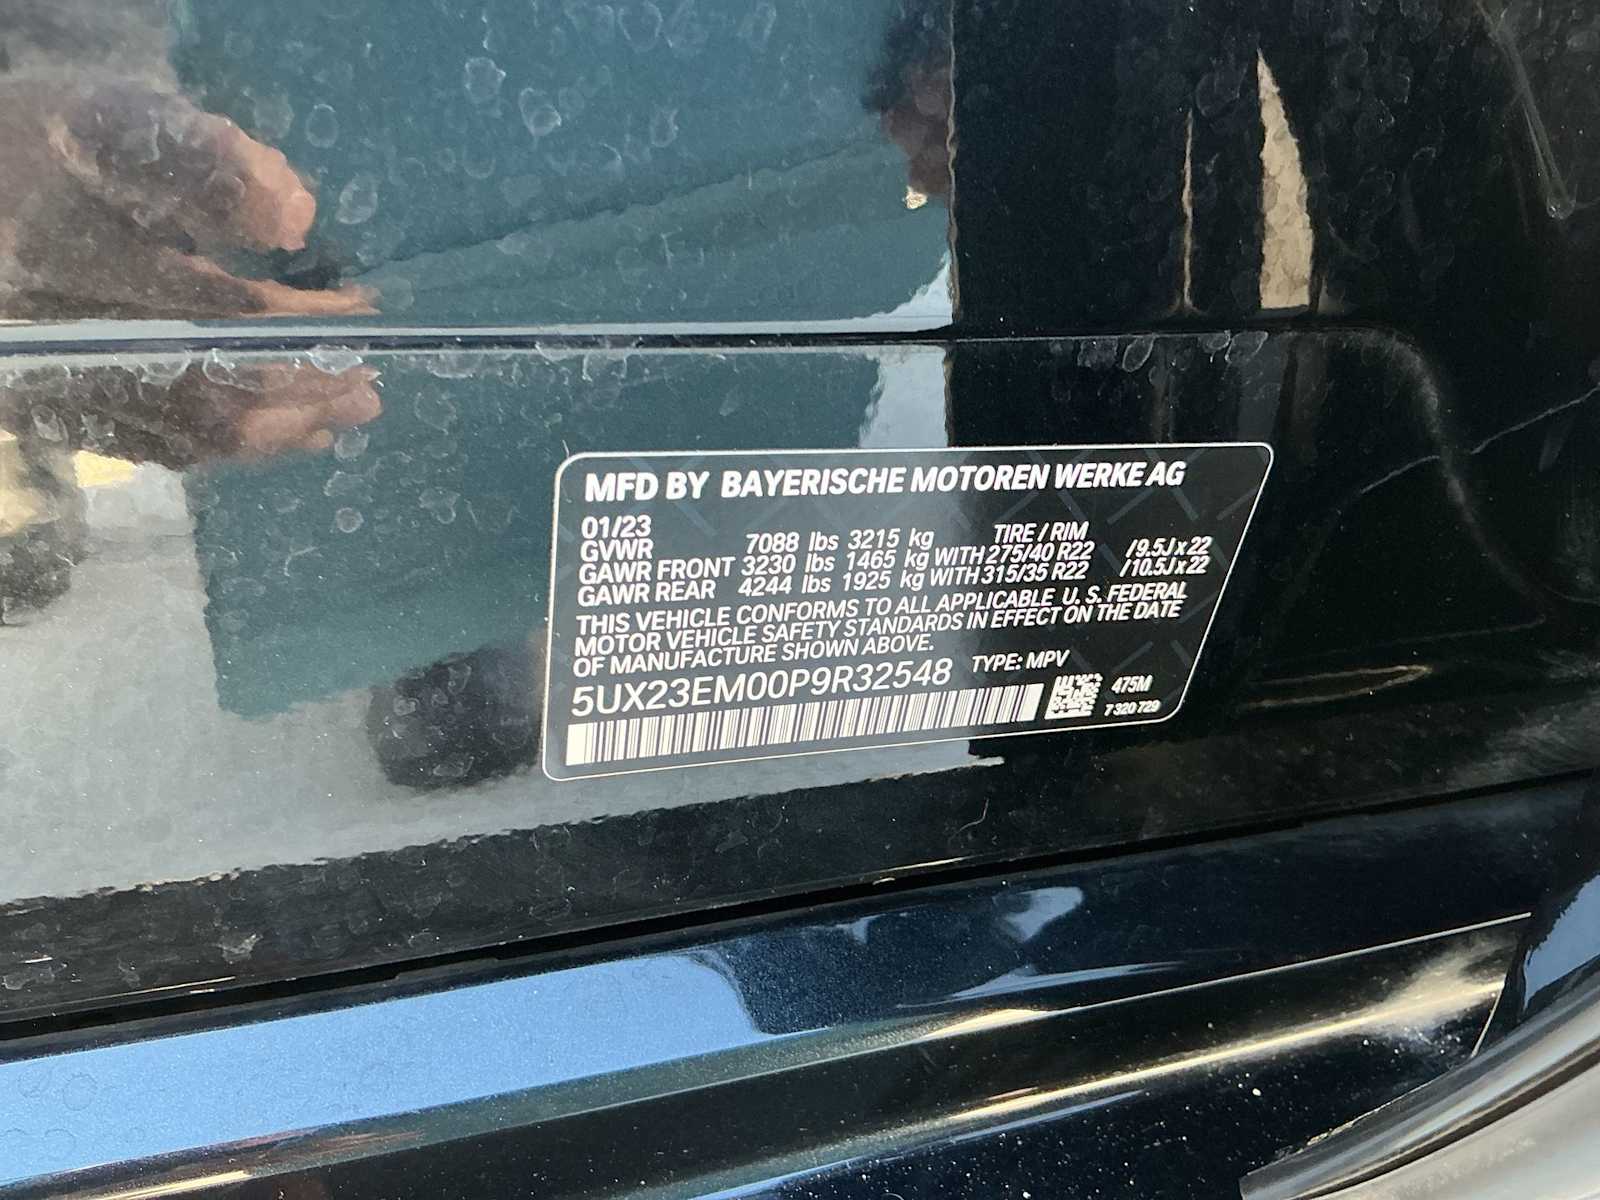 MFD BY BAYERISCHE MOTOREN WERKE AG
01/23 TIRE / RIM
GVWR 7088 lbs 3215 kg
GAWR FRONT 3230 lbs 1465 kg WITH 275/40 R22 /9.5J x 22
GAWR REAR 4244 lbs 1925 kg WITH 315/35 R22 /10.5J x 22
THIS VEHICLE CONFORMS TO ALL APPLICABLE U. S. FEDERAL
MOTOR VEHICLE SAFETY STANDARDS IN EFFECT ON THE DATE
OF MANUFACTURE SHOWN ABOVE.
5UX23EM00P9R32548 TYPE: MPV
475M
7 320 729